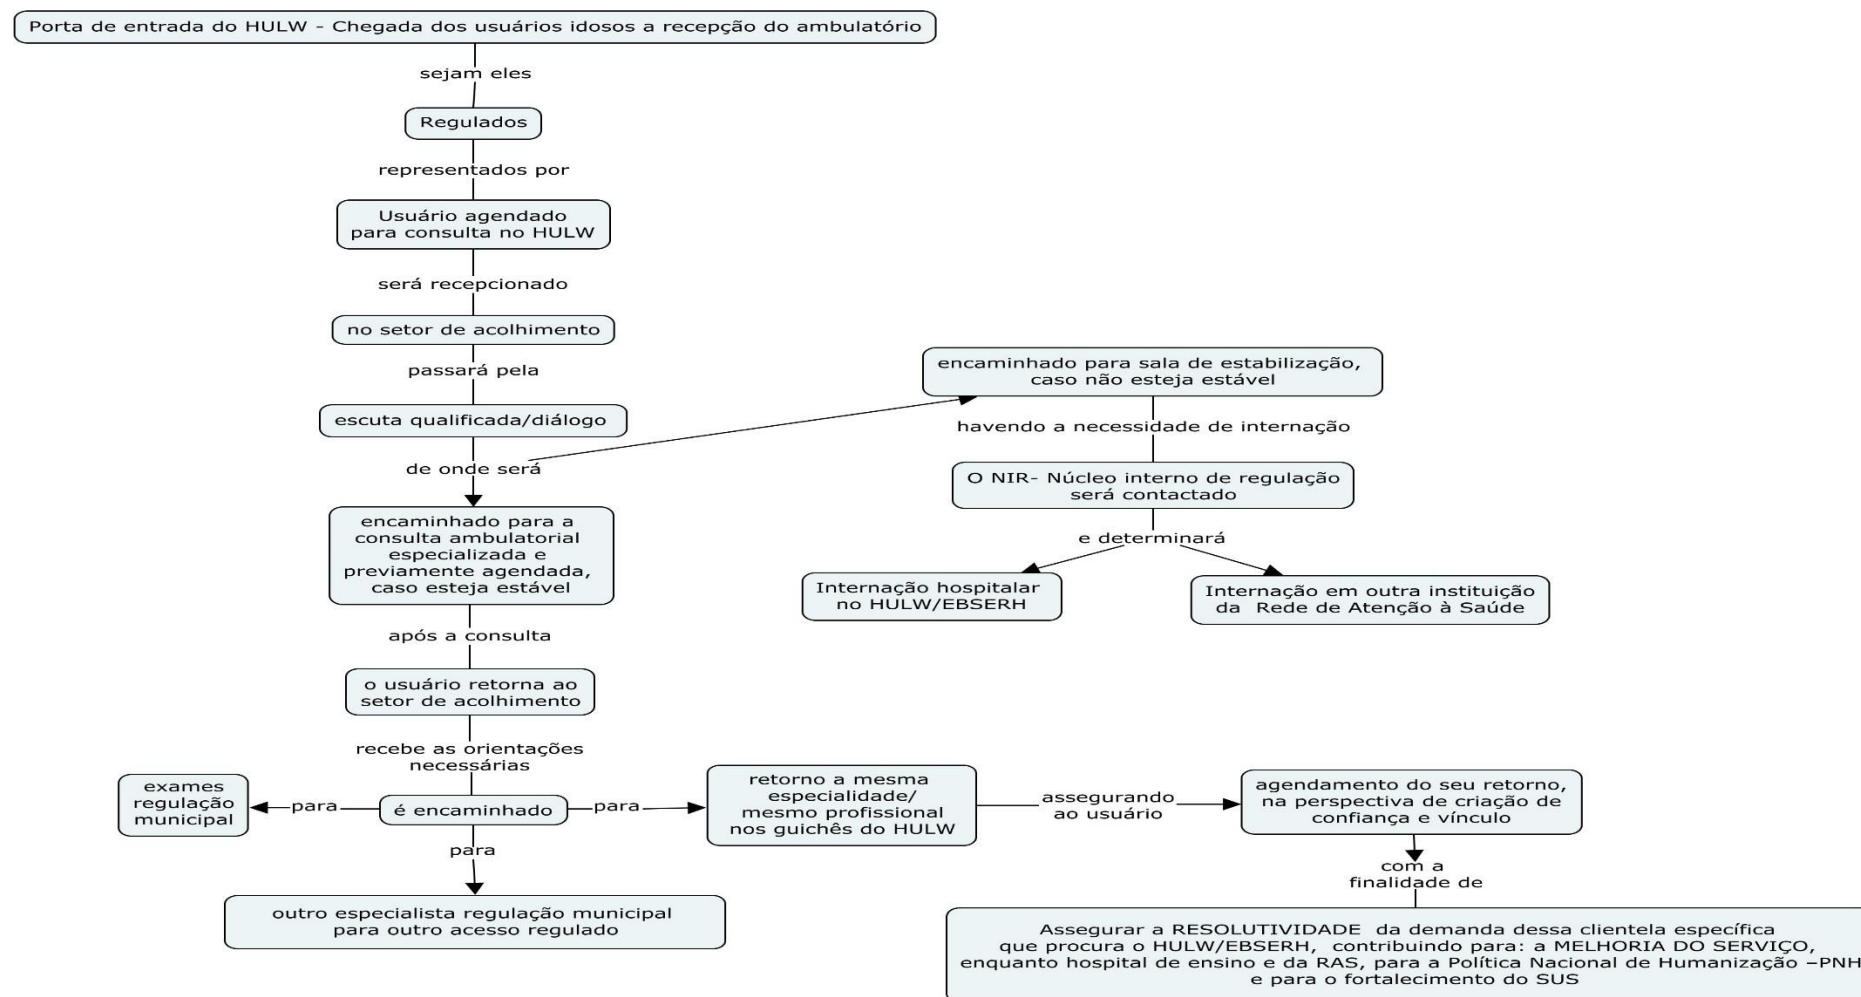 Porta de entrada do HULW - Chegada dos usuários idosos a recepção do ambulatório
sejam eles
Regulados
representados por
Usuário agendado
para consulta no HULW
será recepcionado
no setor de acolhimento
passará pela
escuta qualificada/diálogo
de onde será
encaminhado para sala de estabilização,
caso não esteja estável
havendo a necessidade de internação
O NIR- Núcleo interno de regulação
será contactado
e determinará
Internação hospitalar
no HULW/EBSERH
Internação em outra instituição
da Rede de Atenção à Saúde
encaminhado para a
consulta ambulatorial
especializada e
previamente agendada,
caso esteja estável
após a consulta
o usuário retorna ao
setor de acolhimento
recebe as orientações
necessárias
é encaminhado
para
exames
regulação
municipal
para
outro especialista regulação municipal
para outro acesso regulado
para
retorno a mesma
especialidade/
mesmo profissional
nos guichês do HULW
assegurando
ao usuário
agendamento do seu retorno,
na perspectiva de criação de
confiança e vínculo
com a
finalidade de
Assegurar a RESOLUTIVIDADE da demanda dessa clientela específica
que procura o HULW/EBSERH, contribuindo para: a MELHORIA DO SERVIÇO,
enquanto hospital de ensino e da RAS, para a Política Nacional de Humanização –PNH
e para o fortalecimento do SUS